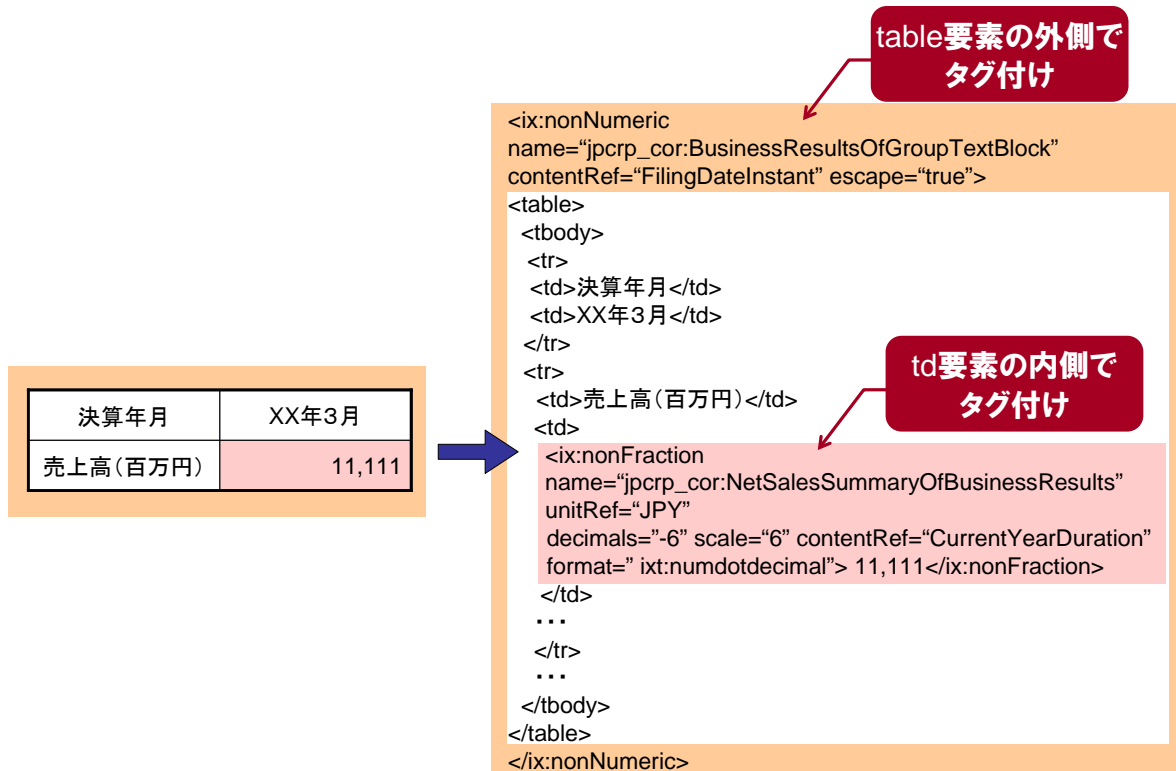 table要素の外側で
タグ付け
<ix:nonNumeric
name=“jpcrp_cor:BusinessResultsOfGroupTextBlock”
contentRef=“FilingDateInstant” escape=“true”>
<table>
<tbody>
<tr>
<td>決算年月</td>
<td>XX年3月</td>
</tr>
<tr>
<td>売上高(百万円)</td>
<td>
td要素の内側で
タグ付け
<ix:nonFraction
name=“jpcrp_cor:NetSalesSummaryOfBusinessResults”
unitRef=“JPY”
decimals="-6" scale=“6” contentRef=“CurrentYearDuration”
format=” ixt:numdotdecimal”> 11,111</ix:nonFraction>
</td>
・・・
</tr>
・・・
</tbody>
</table>
</ix:nonNumeric>
決算年月 XX年3月
売上高(百万円) 11,111